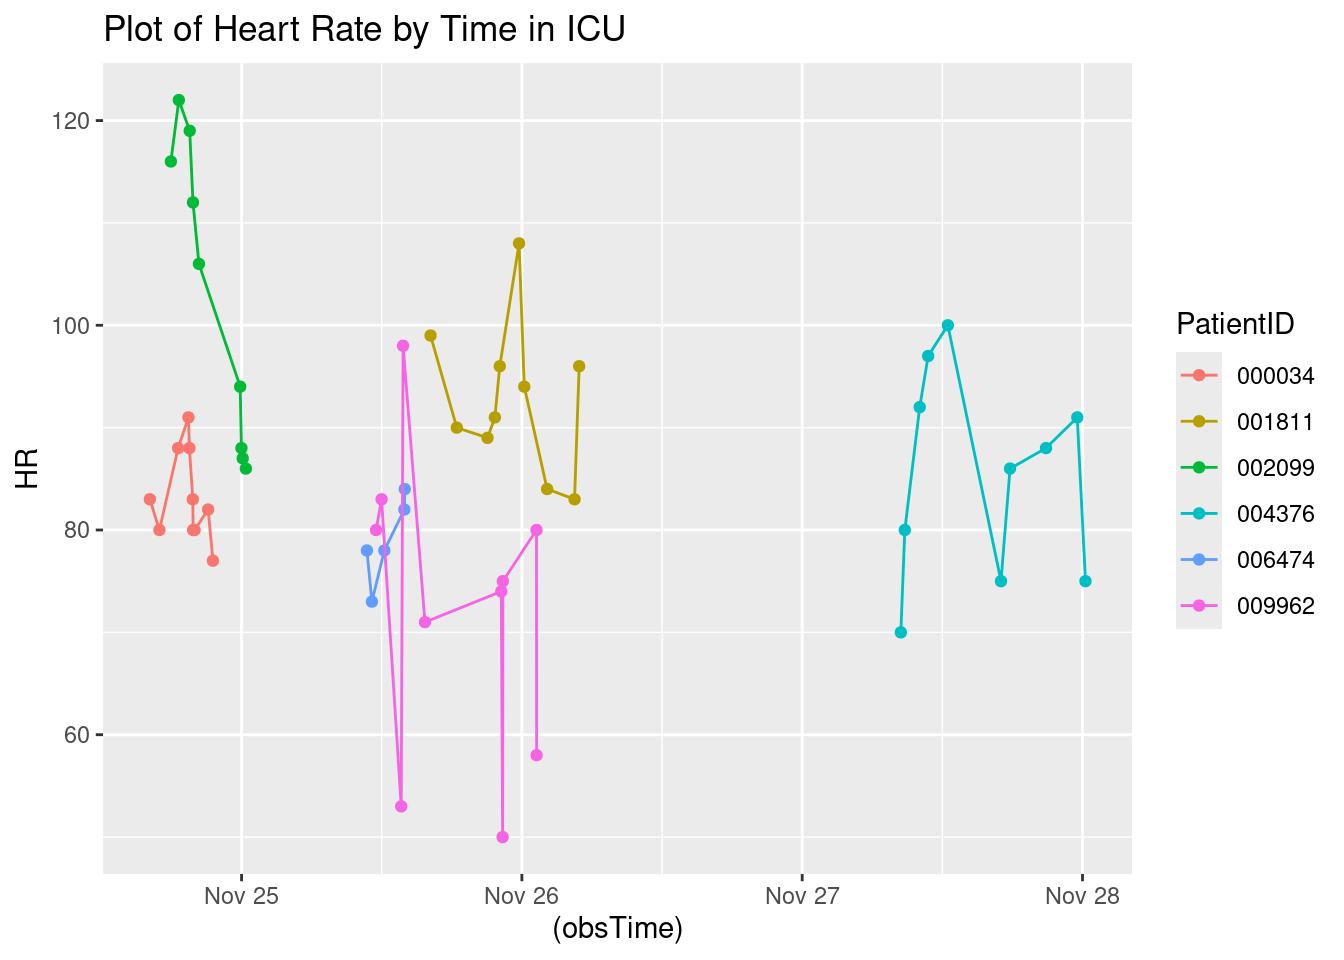 Plot of Heart Rate by Time in ICU
120
100
80
60
HR
Nov 25
Nov 26
Nov 27
Nov 28
(obsTime)
PatientID
000034
001811
002099
004376
006474
009962